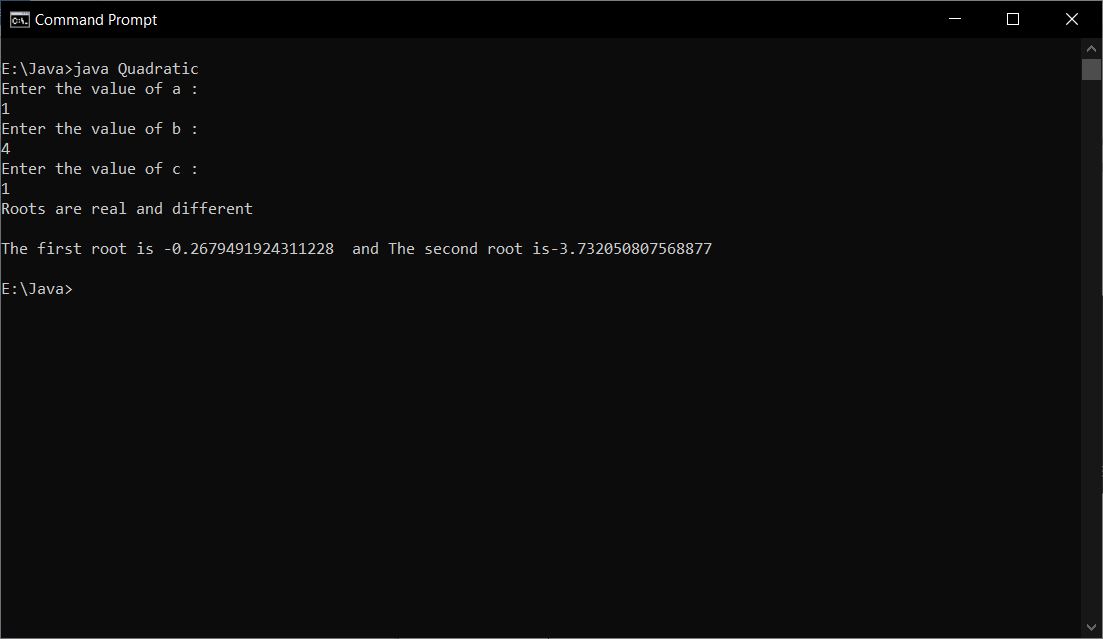 Command Prompt
E:\Java>java Quadratic
Enter the value of a :
1
Enter the value of b :
4
Enter the value of c :
1
Roots are real and different
The first root is -0.2679491924311228  and The second root is-3.732050807568877
E:\Java>